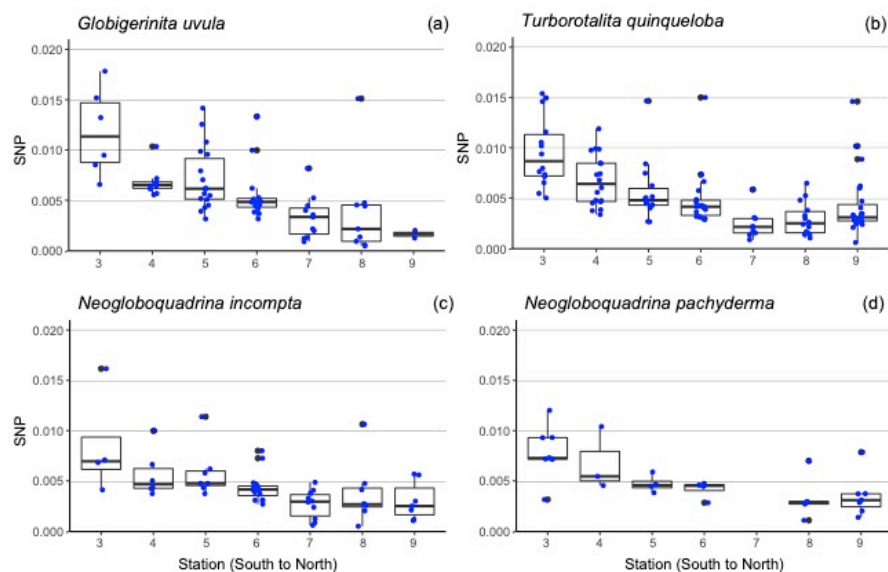 Globigerinita uvula (a)
Turborotalita quinqueloba (b)
0.020
0.015
SNP
0.010
0.005
0.000
3 4 5 6 7 8 9
0.020
0.015
SNP
0.010
0.005
0.000
3 4 5 6 7 8 9
Neogloboquadrina incompta (c)
Neogloboquadrina pachyderma (d)
0.020
0.015
SNP
0.010
0.005
0.000
3 4 5 6 7 8 9
Station (South to North)
0.020
0.015
SNP
0.010
0.005
0.000
3 4 5 6 7 8 9
Station (South to North)